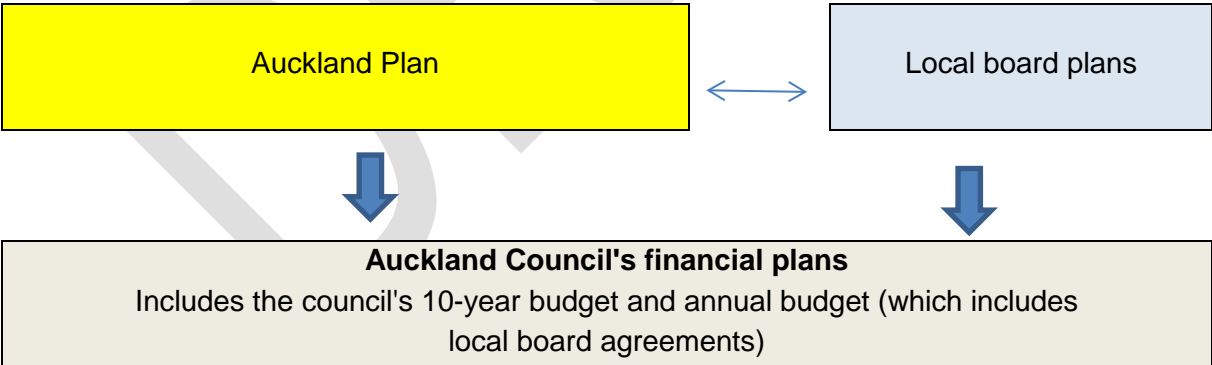 Auckland Plan
Local board plans
Auckland Council's financial plans
Includes the council's 10-year budget and annual budget (which includes
local board agreements)